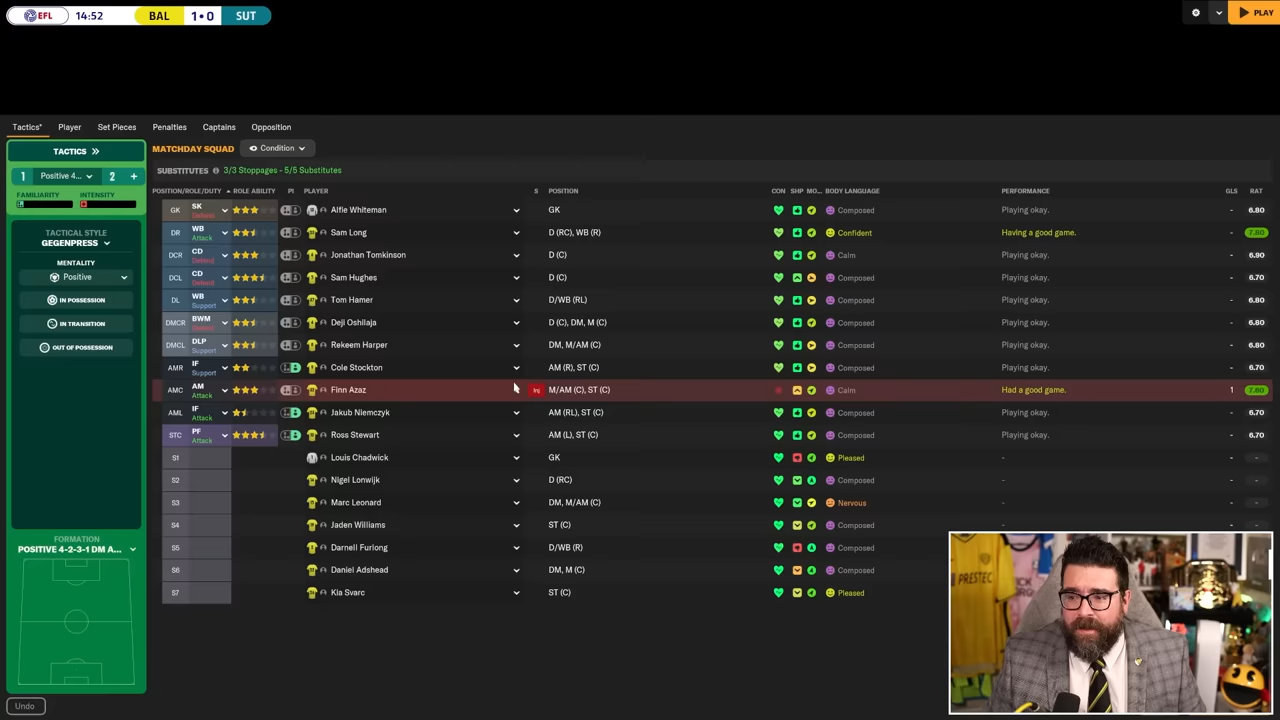 EFL 14:52 BAL 1-0 SUT PLAY
Tactics* Player Set Pieces Penalties Captains Opposition
TACTICS
MATCHDAY SQUAD Condition
SUBSTITUTES 3/3 Stoppages - 5/5 Substitutes
1 Positive 4... 2 +
FAMILIARITY INTENSITY
POSITION/ROLE/DUTY ROLE ABILITY PI PLAYER S POSITION CON SHP MO... BODY LANGUAGE PERFORMANCE GLS RAT
GK SK Defend Alfie Whiteman GK Composed Playing okay. - 6.80
DR WB Attack Sam Long D (RC), WB (R) Confident Having a good game. - 7.80
DCR CD Defend Jonathan Tomkinson D (C) Calm Playing okay. - 6.90
DCL CD Defend Sam Hughes D (C) Composed Playing okay. - 6.70
DL WB Support Tom Hamer D/WB (RL) Composed Playing okay. - 6.80
DMCR BWM Defend Deji Oshilaja D (C), DM, M (C) Composed Playing okay. - 6.80
DMCL DLP Support Rekeem Harper DM, M/AM (C) Composed Playing okay. - 6.80
AMR IF Support Cole Stockton AM (R), ST (C) Composed Playing okay. - 6.70
AMC AM Attack Finn Azaz Inj M/AM (C), ST (C) Calm Had a good game. 1 7.60
AML IF Attack Jakub Niemczyk AM (RL), ST (C) Composed Playing okay. - 6.70
STC PF Attack Ross Stewart AM (L), ST (C) Composed Playing okay. - 6.70
S1 Louis Chadwick GK Pleased - - -
S2 Nigel Lonwijk D (RC) Composed - - -
S3 Marc Leonard DM, M/AM (C) Nervous - - -
S4 Jaden Williams ST (C) Composed - - -
S5 Darnell Furlong D/WB (R) Composed
S6 Daniel Adshead DM, M (C) Composed
S7 Kia Svarc ST (C) Pleased
TACTICAL STYLE
GEGENPRESS
MENTALITY
Positive
IN POSSESSION
IN TRANSITION
OUT OF POSSESSION
FORMATION
POSITIVE 4-2-3-1 DM A...
Undo
PRESTEC